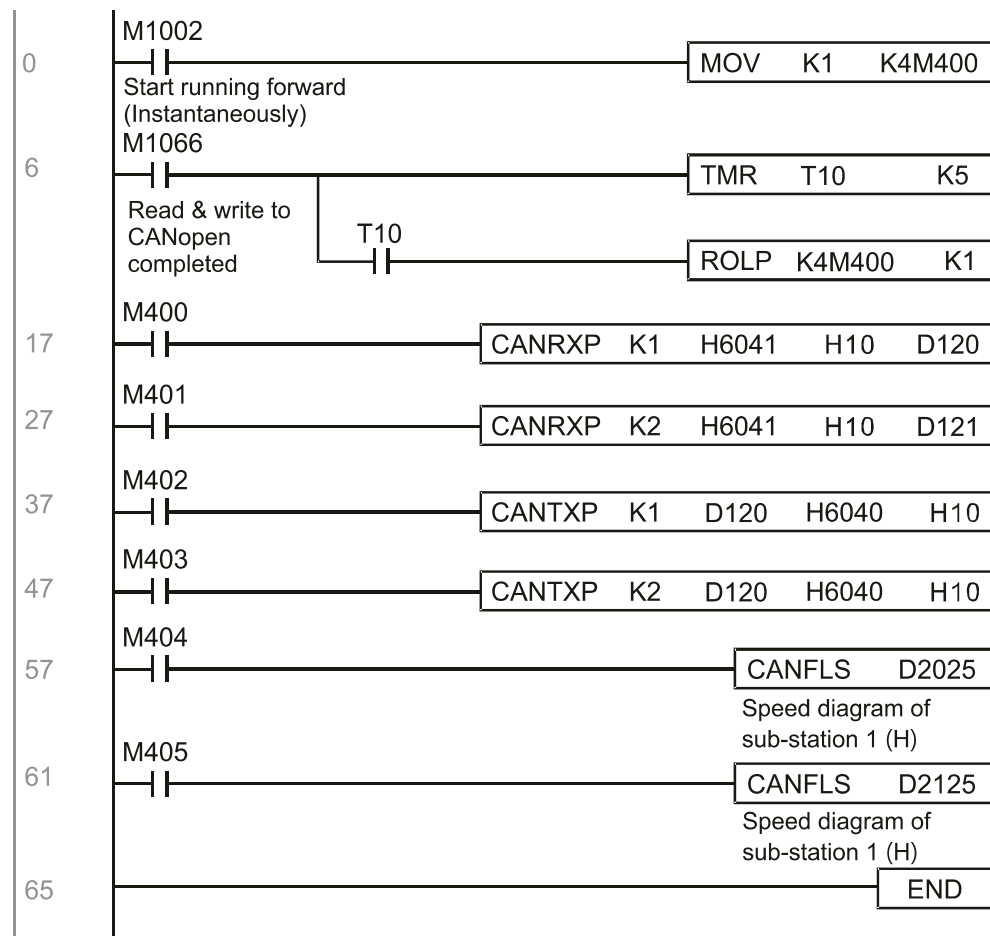 M1002
0 MOV K1 K4M400
Start running forward
(Instantaneously)
M1066
6 TMR T10 K5
Read & write to
CANopen
completed
T10
ROLP K4M400 K1
M400
17 CANRXP K1 H6041 H10 D120
M401
27 CANRXP K2 H6041 H10 D121
M402
37 CANTXP K1 D120 H6040 H10
M403
47 CANTXP K2 D120 H6040 H10
M404
57 CANFLS D2025
Speed diagram of
sub-station 1 (H)
M405
61 CANFLS D2125
Speed diagram of
sub-station 1 (H)
65 END